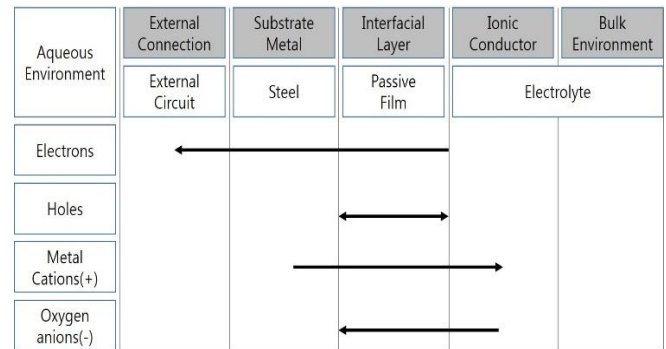 Aqueous
Environment
External
Connection
Substrate
Metal
Interfacial
Layer
Ionic
Conductor
Bulk
Environment
External
Circuit
Steel
Passive
Film
Electrolyte
Electrons
Holes
Metal
Cations(+)
Oxygen
anions(-)